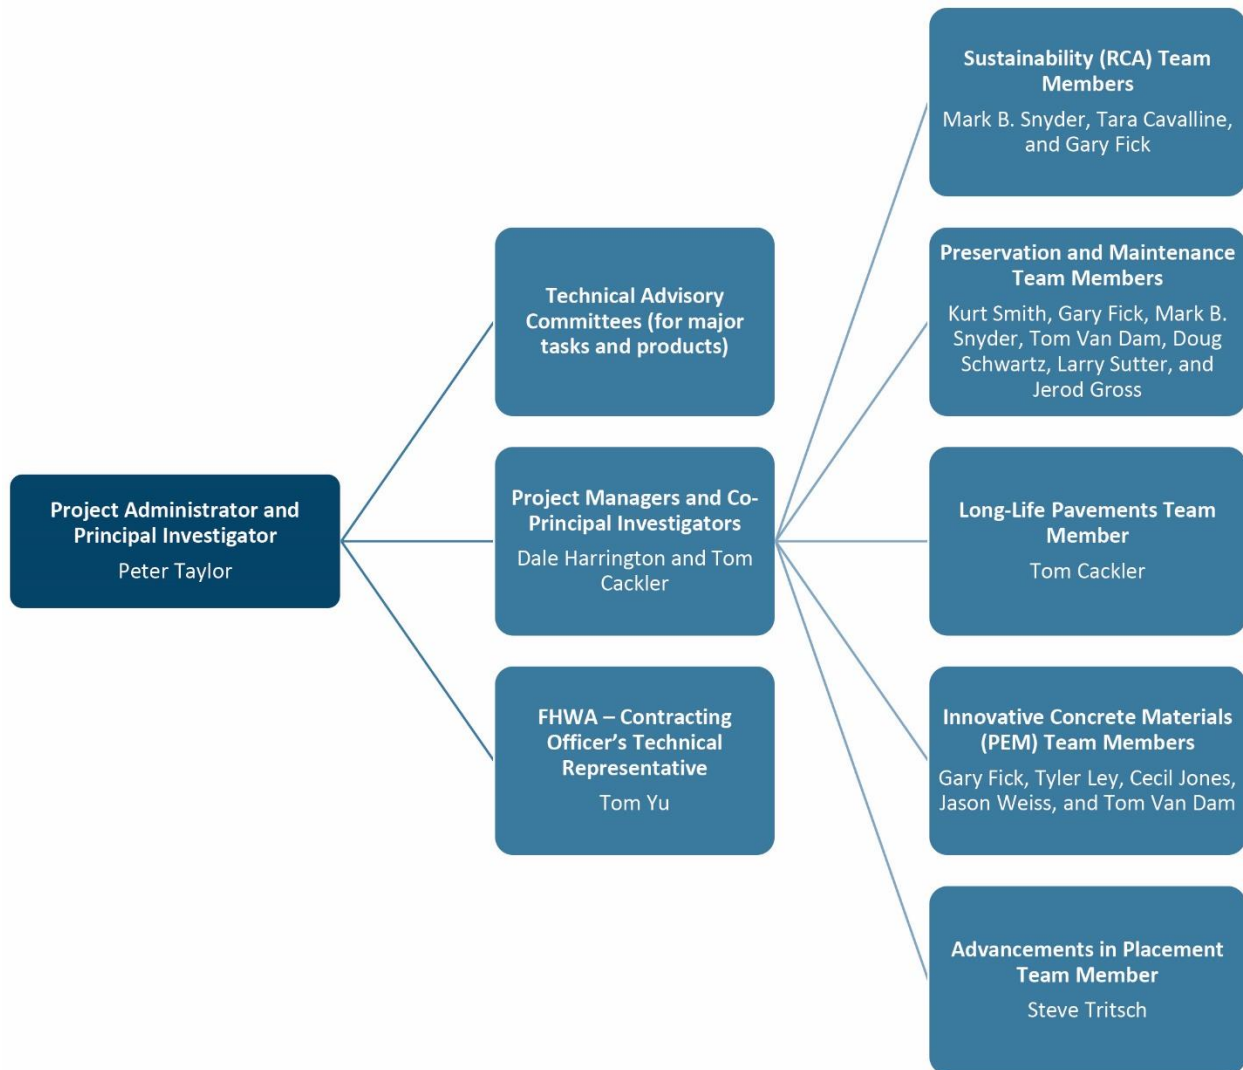 Project Administrator and
Principal Investigator
Peter Taylor
Technical Advisory
Committees (for major
tasks and products)
Project Managers and Co-
Principal Investigators
Dale Harrington and Tom
Cackler
FHWA – Contracting
Officer’s Technical
Representative
Tom Yu
Sustainability (RCA) Team
Members
Mark B. Snyder, Tara Cavalline,
and Gary Fick
Preservation and Maintenance
Team Members
Kurt Smith, Gary Fick, Mark B.
Snyder, Tom Van Dam, Doug
Schwartz, Larry Sutter, and
Jerod Gross
Long-Life Pavements Team
Member
Tom Cackler
Innovative Concrete Materials
(PEM) Team Members
Gary Fick, Tyler Ley, Cecil Jones,
Jason Weiss, and Tom Van Dam
Advancements in Placement
Team Member
Steve Tritsch